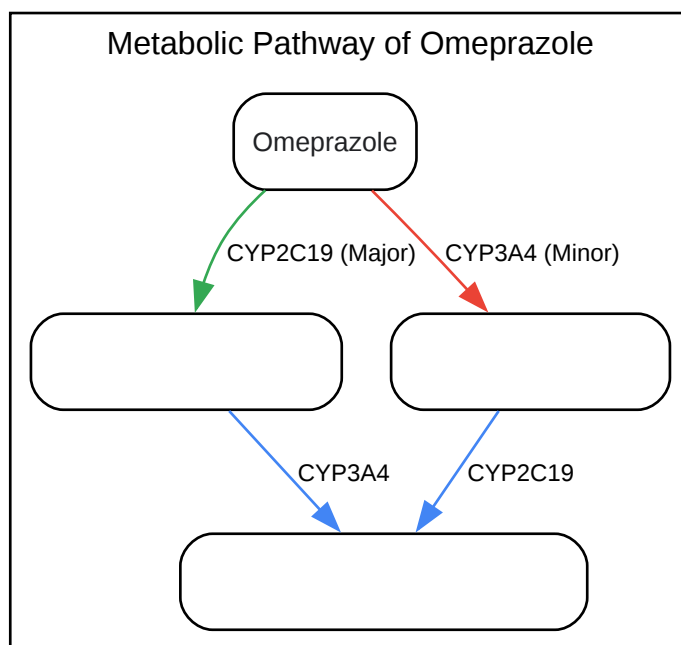 Metabolic Pathway of Omeprazole
Omeprazole
CYP2C19 (Major)
CYP3A4 (Minor)
CYP3A4
CYP2C19